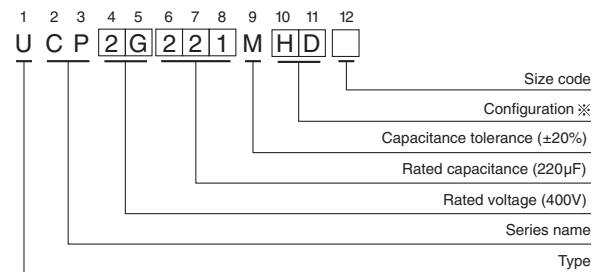 1 2 3 4 5 6 7 8 9 10 11 12
U C P 2 G 2 2 1 M H D
Size code
Configuration ※
Capacitance tolerance (±20%)
Rated capacitance (220µF)
Rated voltage (400V)
Series name
Type